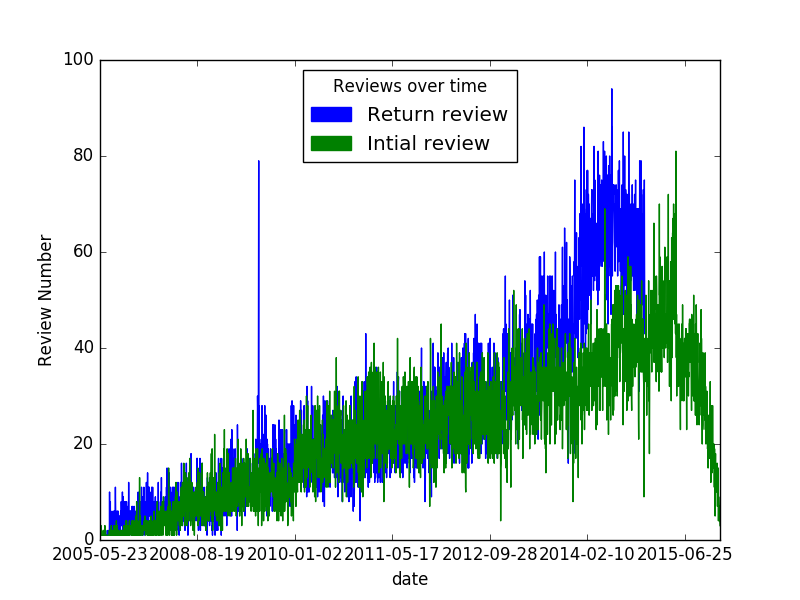 100
80
60
40
20
0
Review Number
Reviews over time
Return review
Intial review
2005-05-23 2008-08-19 2010-01-02 2011-05-17 2012-09-28 2014-02-10 2015-06-25
date